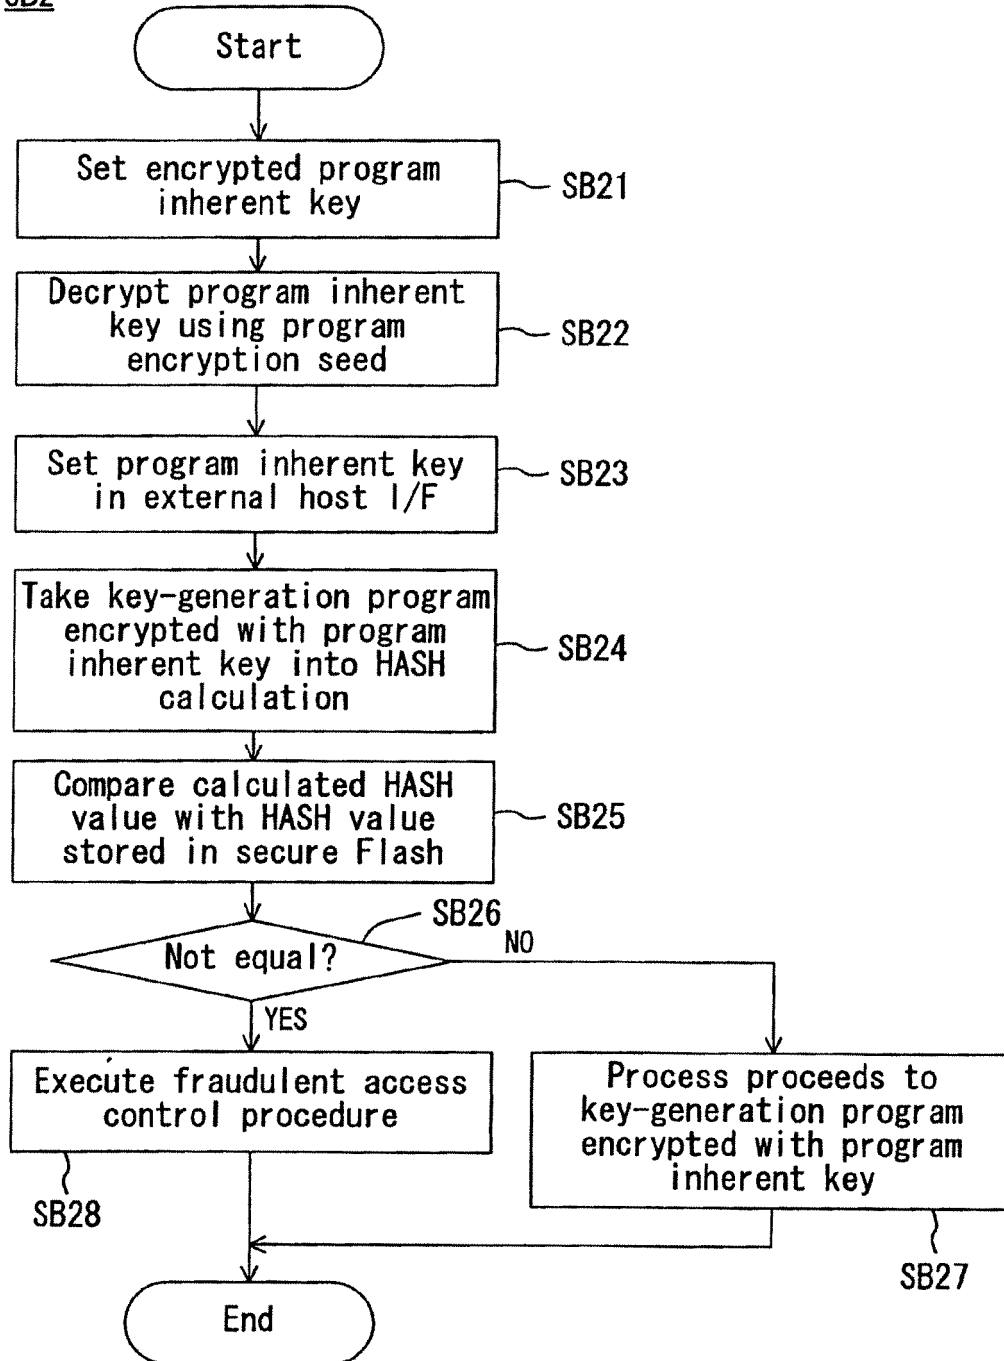 Start
Set encrypted program
inherent key
SB21
Decrypt program inherent
key using program
encryption seed
SB22
Set program inherent key
in external host I/F
SB23
Take key-generation program
encrypted with program
inherent key into HASH
calculation
SB24
Compare calculated HASH
value with HASH value
stored in secure Flash
SB25
SB26
Not equal?
NO
YES
Execute fraudulent access
control procedure
SB28
Process proceeds to
key-generation program
encrypted with program
inherent key
SB27
End